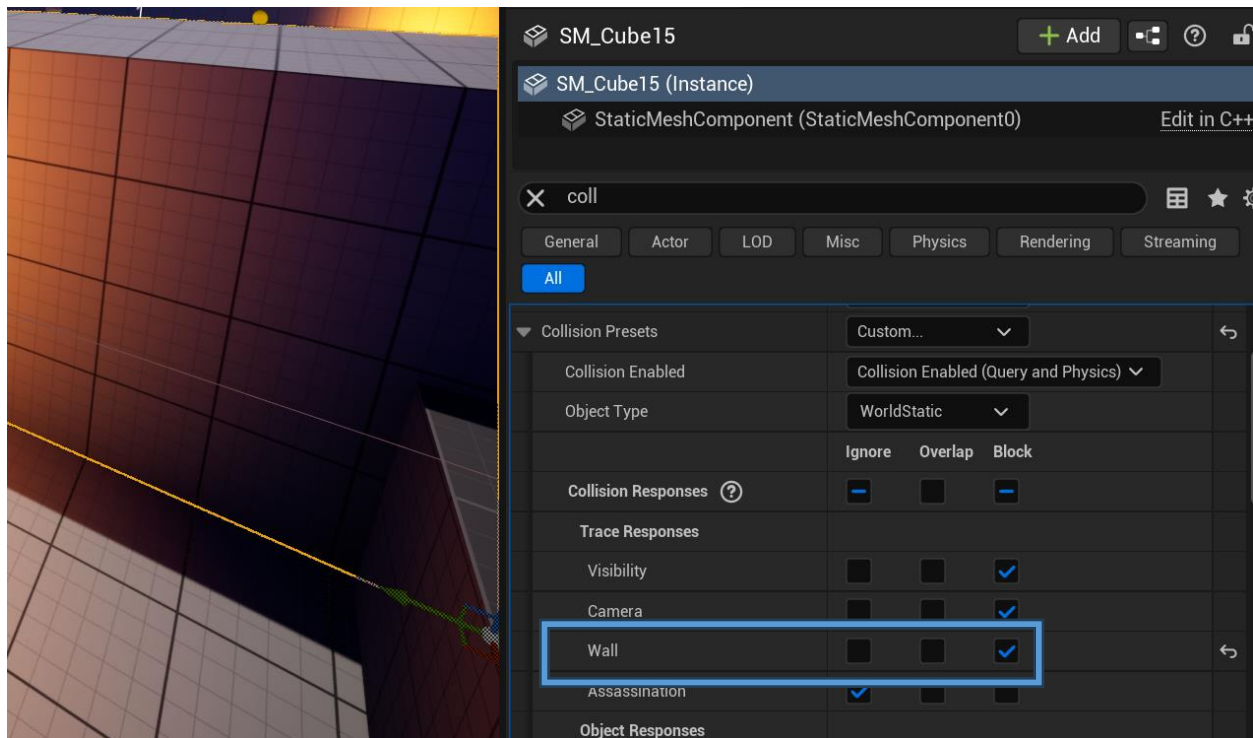 SM_Cube15
+ Add
SM_Cube15 (Instance)
StaticMeshComponent (StaticMeshComponent0) Edit in C++
coll
General Actor LOD Misc Physics Rendering Streaming
All
Collision Presets Custom...
Collision Enabled Collision Enabled (Query and Physics)
Object Type WorldStatic
Ignore Overlap Block
Collision Responses ?
Trace Responses
Visibility
Camera
Wall
Assassination
Object Responses